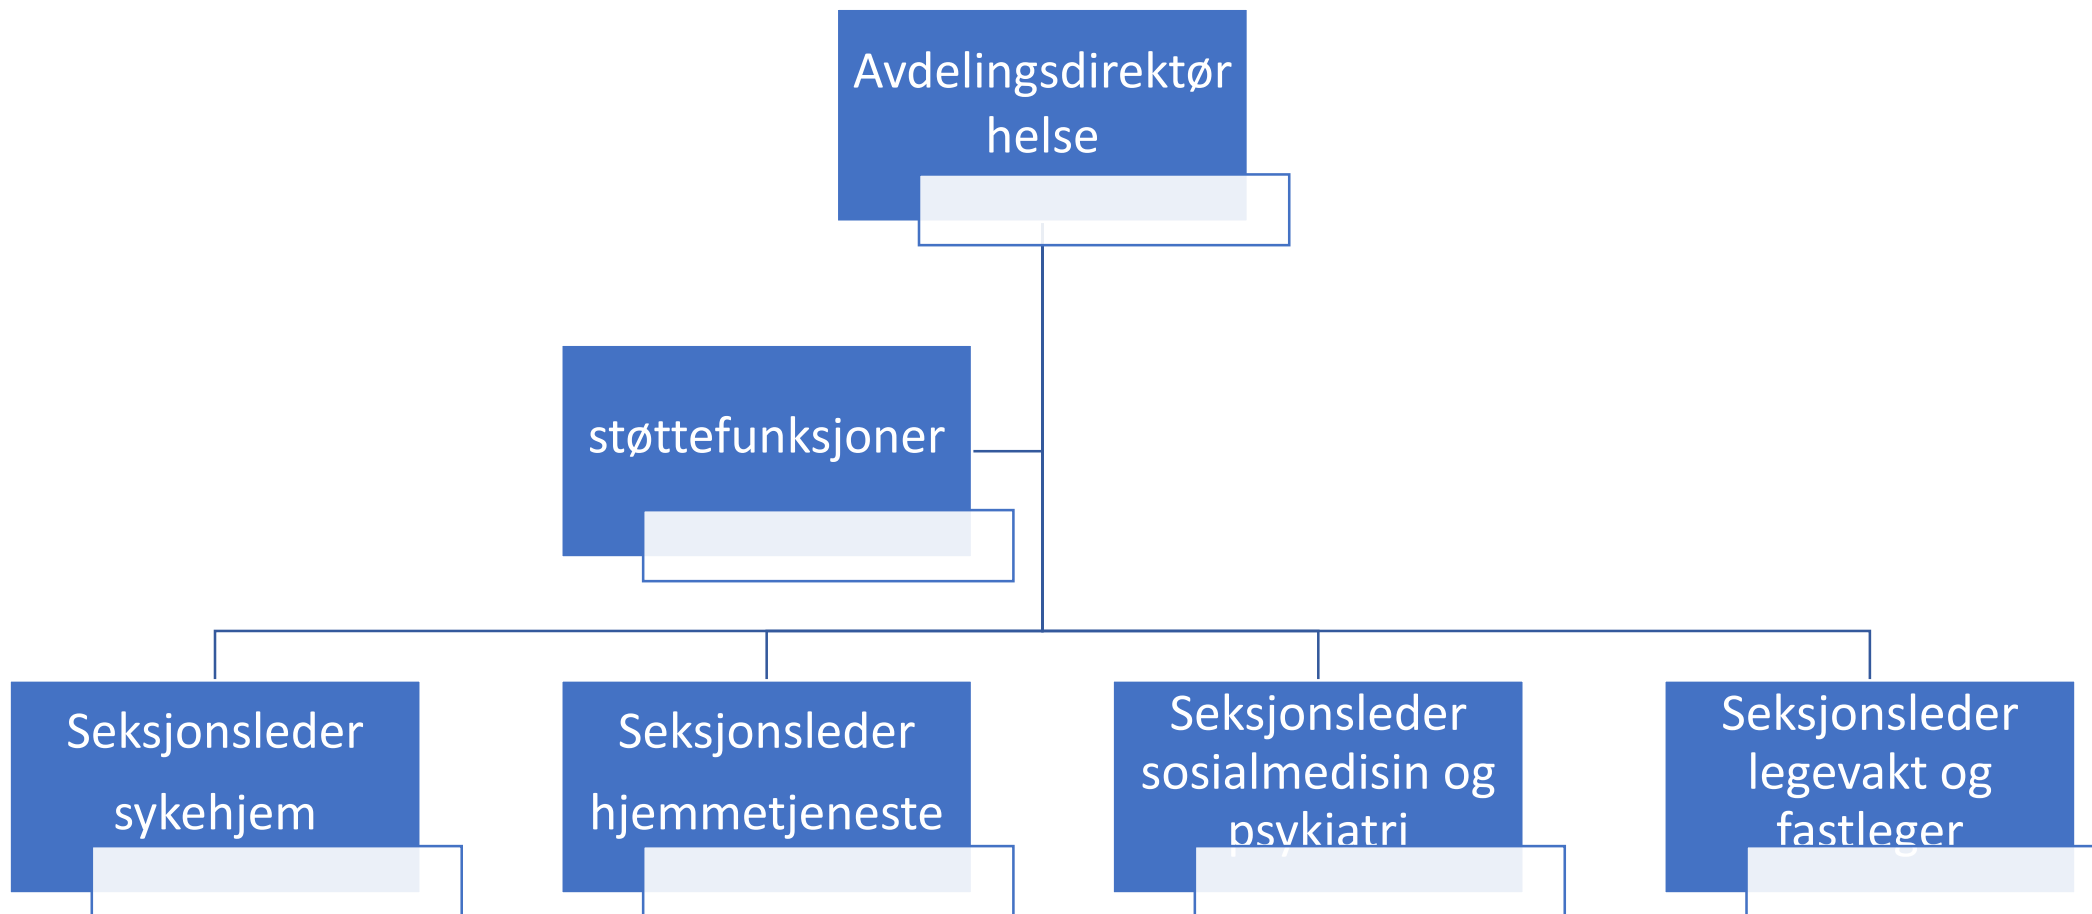 Avdelingsdirektør
helse
støttefunksjoner
Seksjonsleder
sykehjem
Seksjonsleder
hjemmetjeneste
Seksjonsleder
sosialmedisin og
psykiatri
Seksjonsleder
legevakt og
fastleger